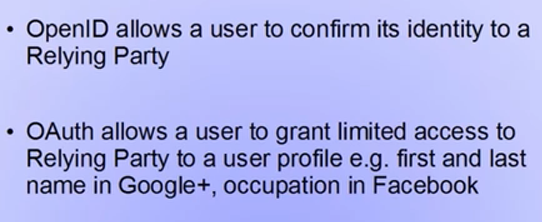 • OpenID allows a user to confirm its identity to a
Relying Party
• OAuth allows a user to grant limited access to
Relying Party to a user profile e.g. first and last
name in Google+, occupation in Facebook